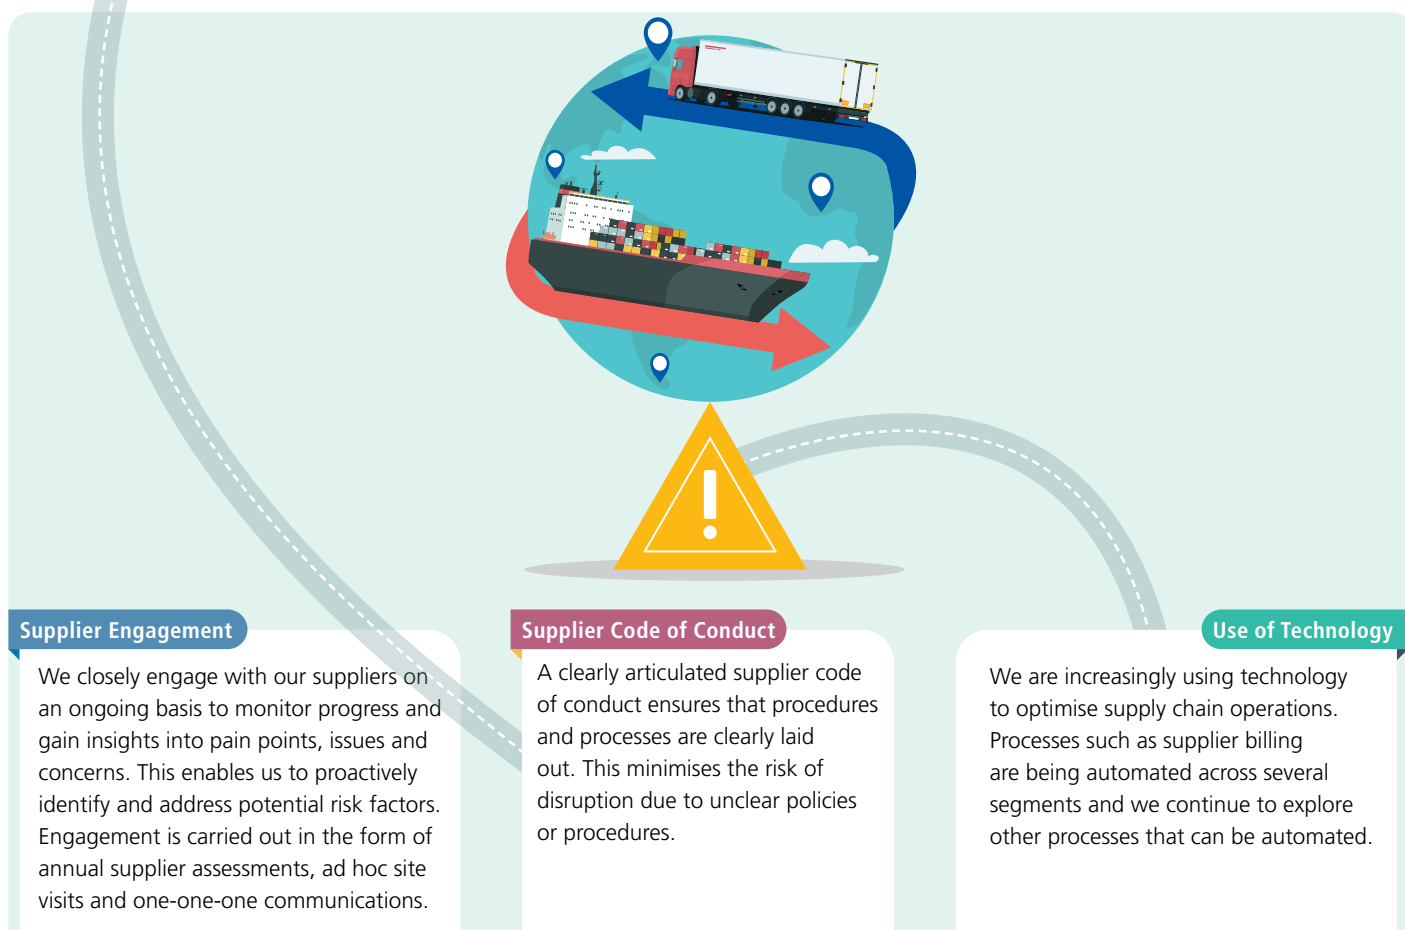 Supplier Engagement
We closely engage with our suppliers on
an ongoing basis to monitor progress and
gain insights into pain points, issues and
concerns. This enables us to proactively
identify and address potential risk factors.
Engagement is carried out in the form of
annual supplier assessments, ad hoc site
visits and one-one-one communications.
Supplier Code of Conduct
A clearly articulated supplier code
of conduct ensures that procedures
and processes are clearly laid
out. This minimises the risk of
disruption due to unclear policies
or procedures.
Use of Technology
We are increasingly using technology
to optimise supply chain operations.
Processes such as supplier billing
are being automated across several
segments and we continue to explore
other processes that can be automated.